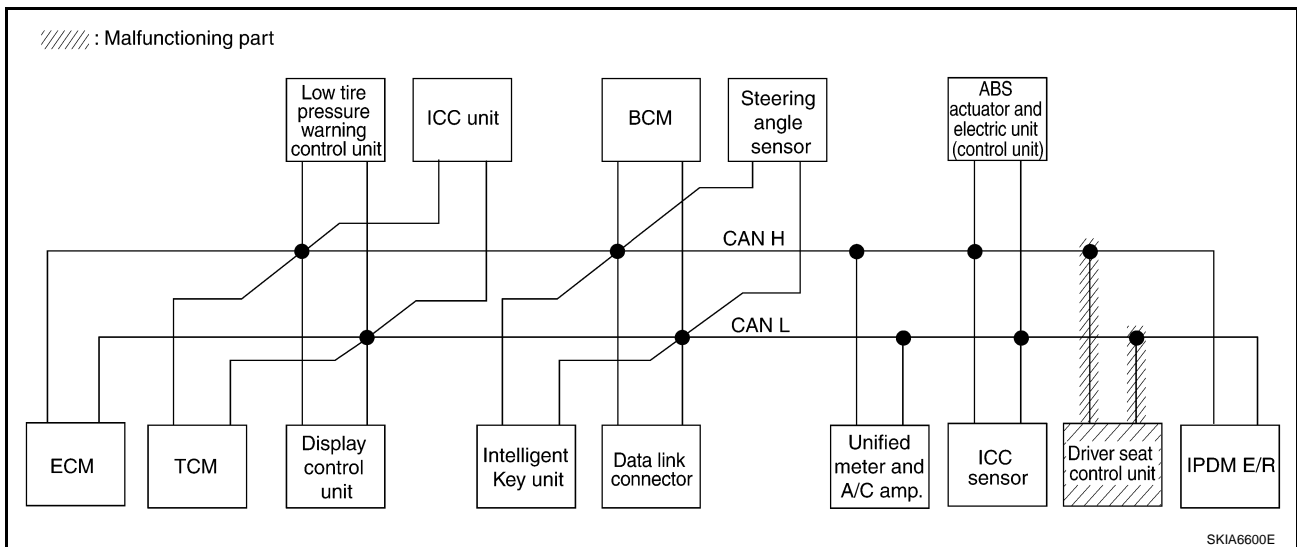 : Malfunctioning part
Low tire
pressure
warning
control unit
ICC unit
BCM
Steering
angle
sensor
ABS
actuator and
electric unit
(control unit)
CAN H
CAN L
ECM
TCM
Display
control
unit
Intelligent
Key unit
Data link
connector
Unified
meter and
A/C amp.
ICC
sensor
Driver seat
control unit
IPDM E/R
SKIA6600E